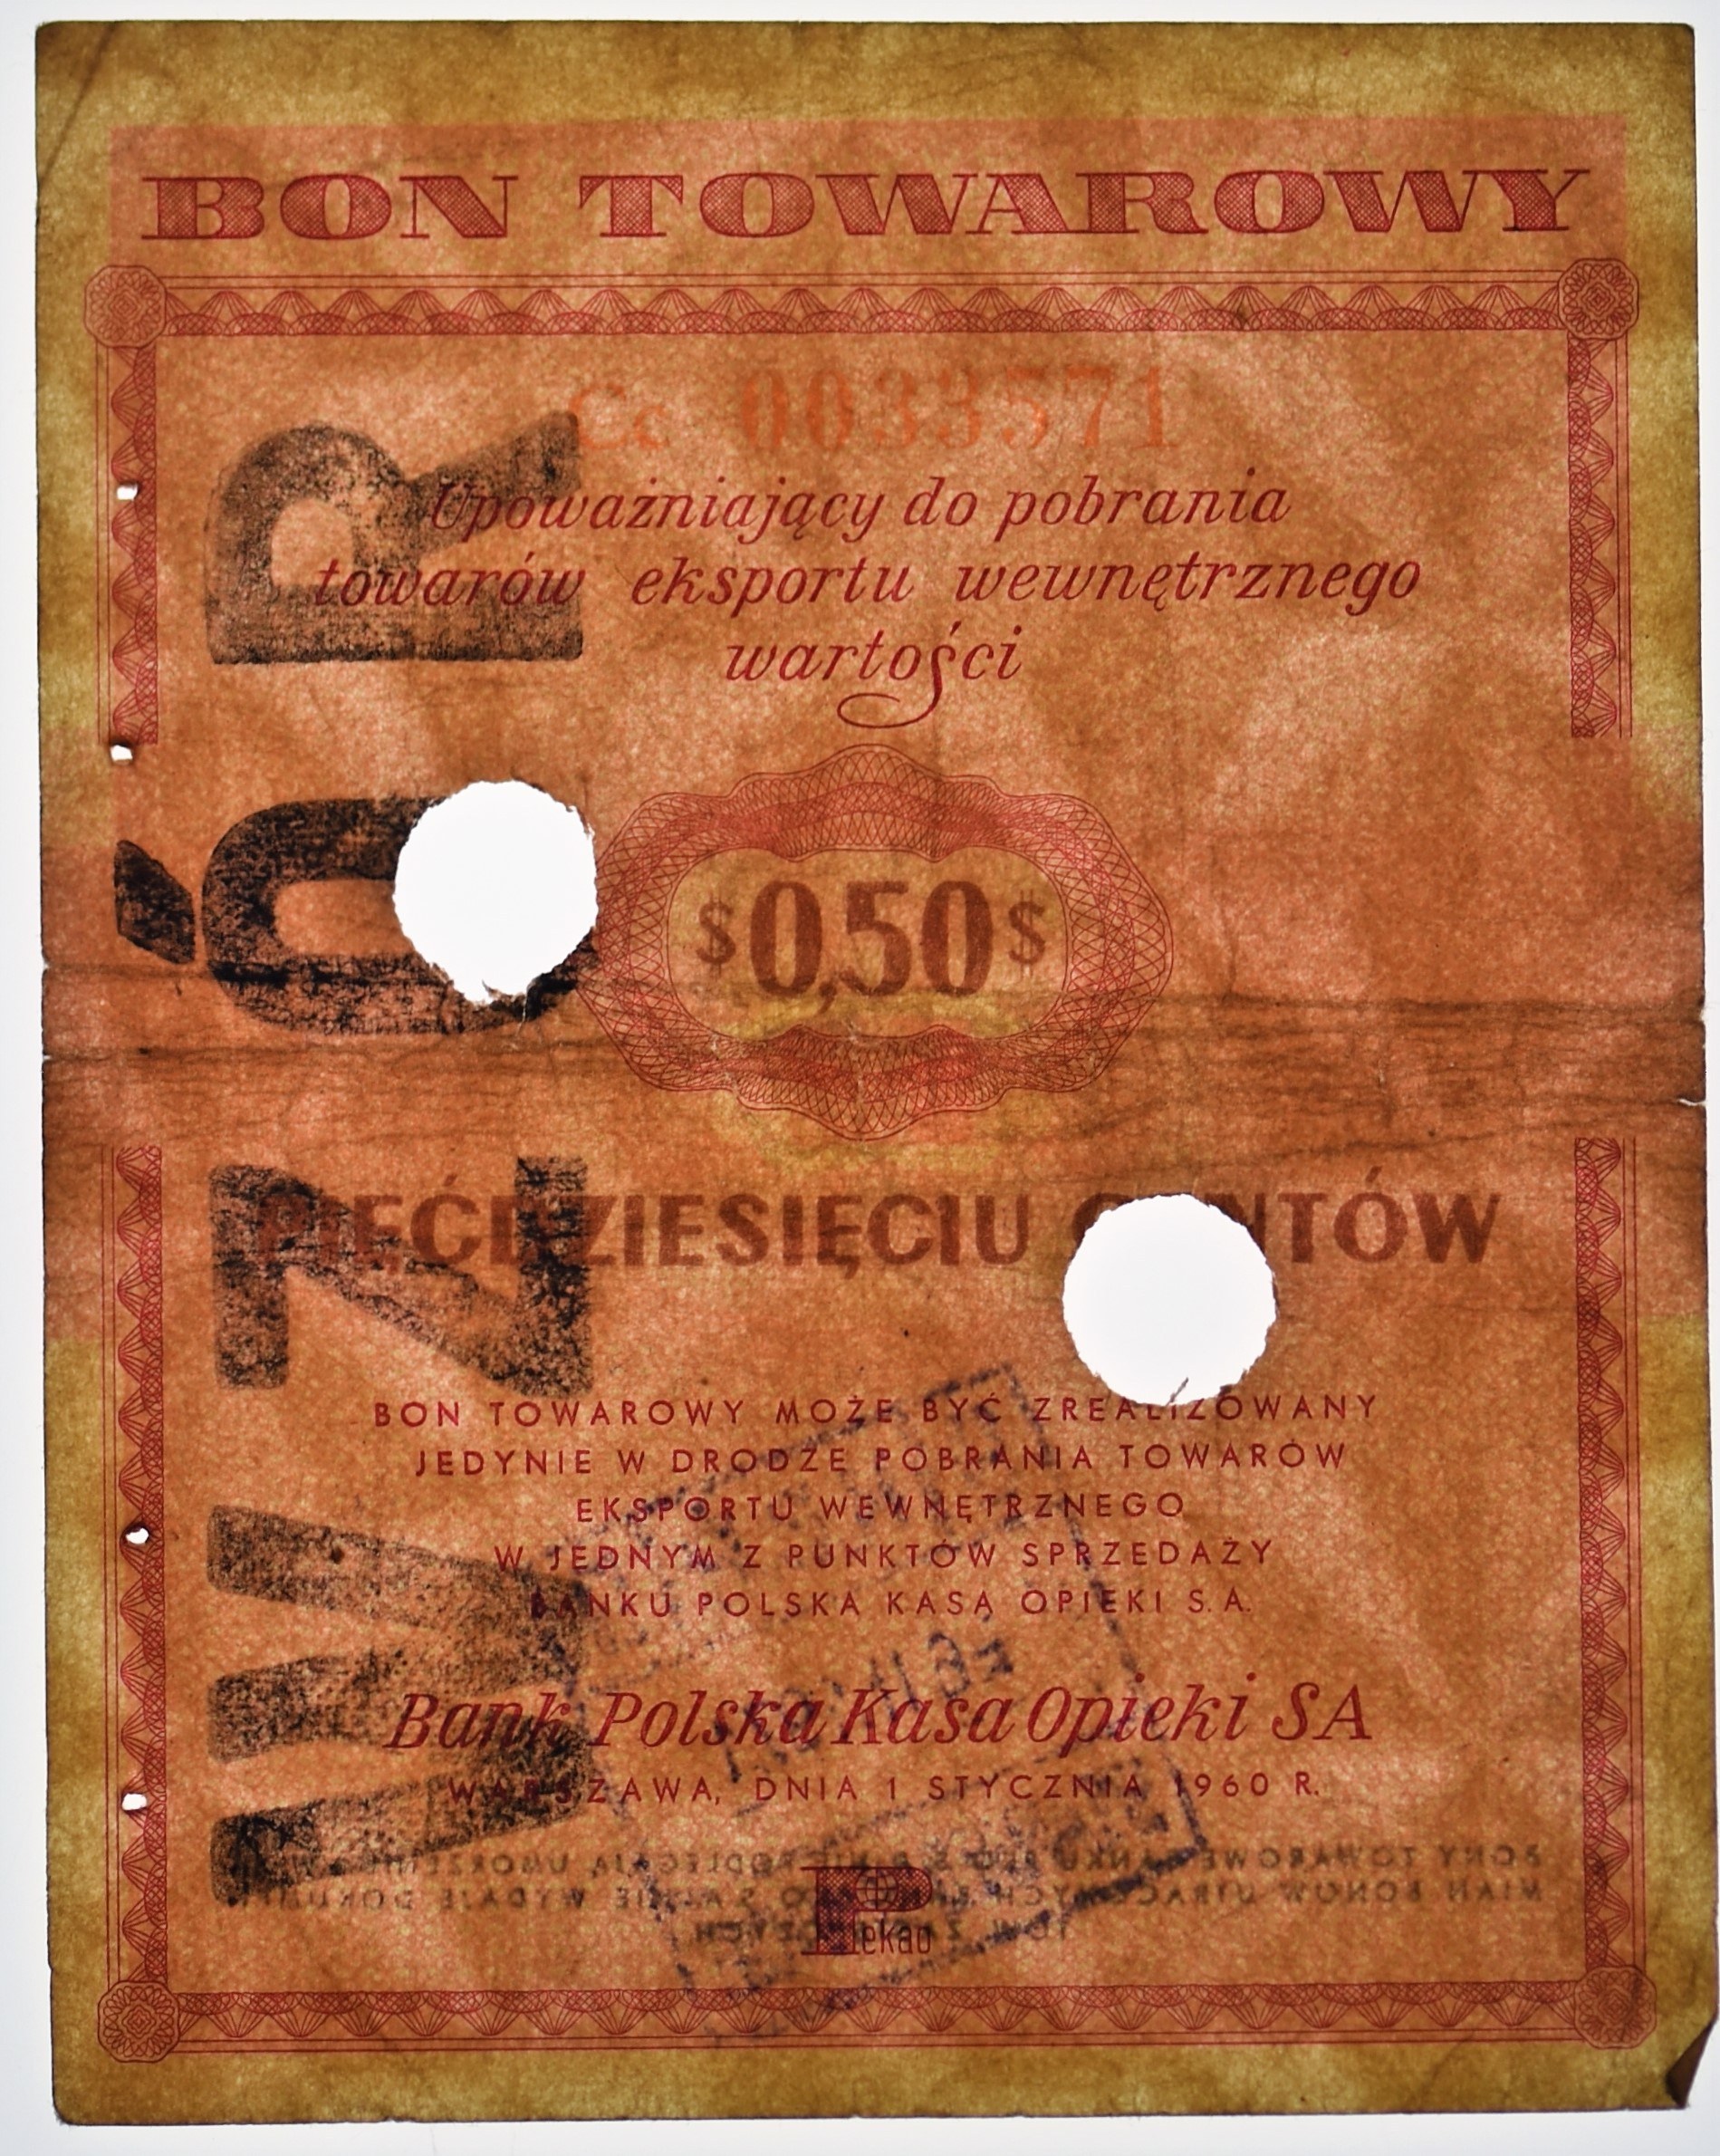 BON TOWAROWY
Cc 0033571
Upoważniający do pobrania
towarów eksportu wewnętrznego
wartości
$0,50$
PIĘĆDZIESIĘCIU C NTÓW
BON TOWAROWY MOŻE BYĆ ZREALIZOWANY
JEDYNIE W DRODZE POBRANIA TOWARÓW
EKSPORTU WEWNĘTRZNEGO
W JEDNYM Z PUNKTÓW SPRZEDAŻY
BANKU POLSKA KASA OPIEKI S.A.
Bank Polska Kasa Opieki SA
WARSZAWA, DNIA 1 STYCZNIA 1960 R.
Pekao
WZÓR